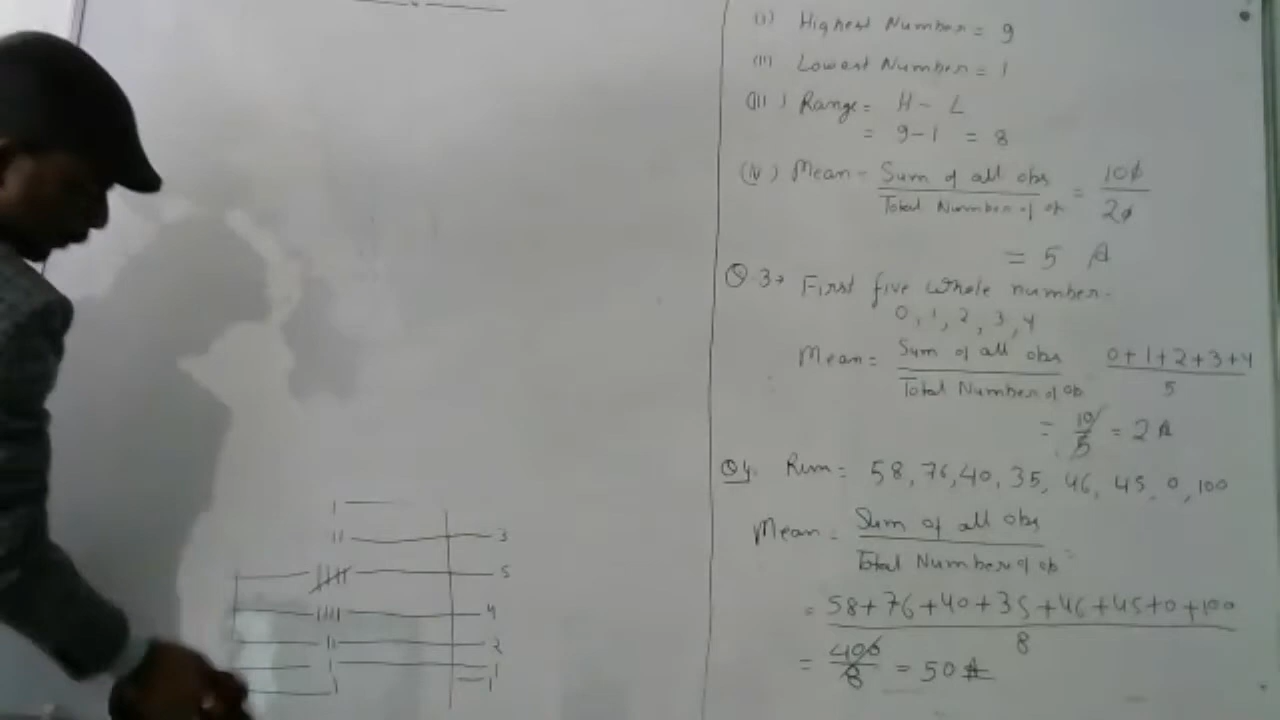 (I) Highest Number = 9
(II) Lowest Number = 1
(III) Range = H - L
= 9-1 = 8
(IV) Mean = Sum of all obs / Total Number of ob = 100 / 20
= 5 A
Q 3→ First five whole number.
0, 1, 2, 3, 4
Mean = Sum of all obs / Total Number of ob 0+1+2+3+4 / 5
= 10/5 = 2 A
Q4. Run = 58, 76, 40, 35, 46, 45, 0, 100
Mean = Sum of all obs / Total Number of ob
= 58+76+40+35+46+45+0+100 / 8
= 400/8 = 50 A
|
|| 3
|||| 5
|||| 4
|| 2
| 1
| 1